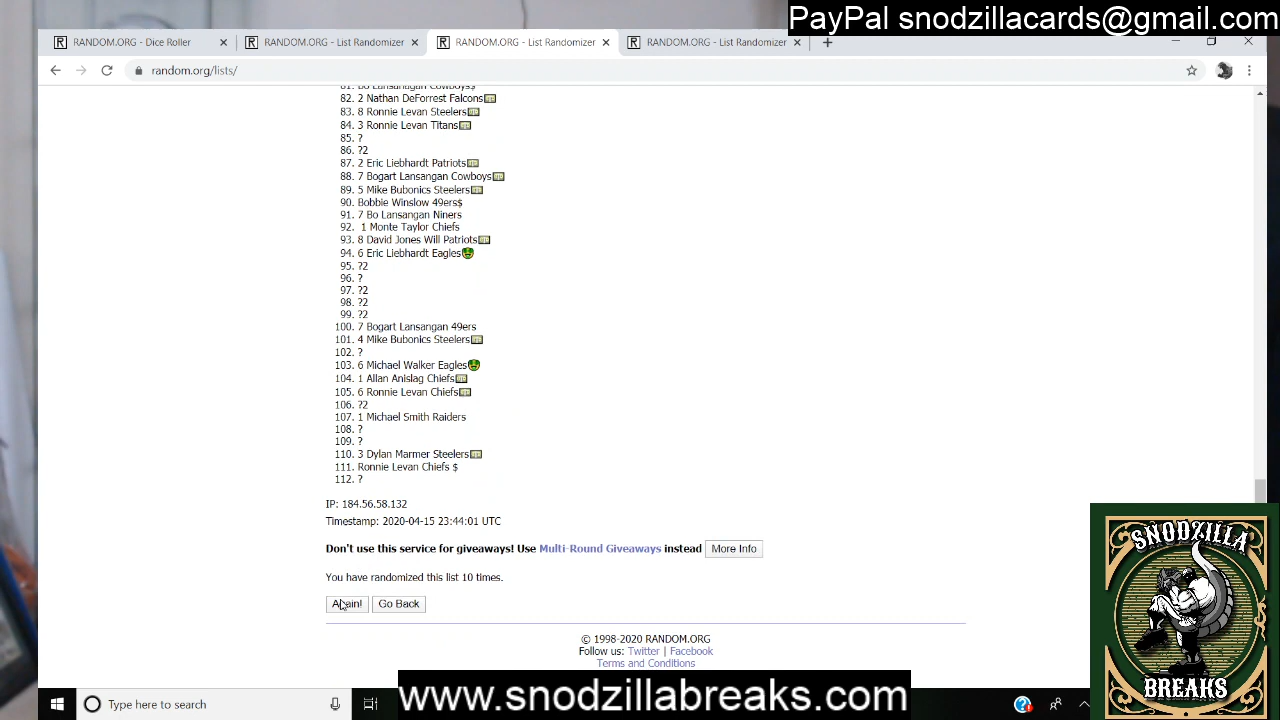 PayPal snodzillacards@gmail.com
RANDOM.ORG - Dice Roller
RANDOM.ORG - List Randomizer
RANDOM.ORG - List Randomizer
RANDOM.ORG - List Randomizer
random.org/lists/
82. 2 Nathan DeForrest Falcons
83. 8 Ronnie Levan Steelers
84. 3 Ronnie Levan Titans
85. ?
86. ?2
87. 2 Eric Liebhardt Patriots
88. 7 Bogart Lansangan Cowboys
89. 5 Mike Bubonics Steelers
90. Bobbie Winslow 49ers$
91. 7 Bo Lansangan Niners
92. 1 Monte Taylor Chiefs
93. 8 David Jones Will Patriots
94. 6 Eric Liebhardt Eagles
95. ?2
96. ?
97. ?2
98. ?2
99. ?2
100. 7 Bogart Lansangan 49ers
101. 4 Mike Bubonics Steelers
102. ?
103. 6 Michael Walker Eagles
104. 1 Allan Anislag Chiefs
105. 6 Ronnie Levan Chiefs
106. ?2
107. 1 Michael Smith Raiders
108. ?
109. ?
110. 3 Dylan Marmer Steelers
111. Ronnie Levan Chiefs $
112. ?
IP: 184.56.58.132
Timestamp: 2020-04-15 23:44:01 UTC
Don't use this service for giveaways! Use Multi-Round Giveaways instead More Info
You have randomized this list 10 times.
Again! Go Back
© 1998-2020 RANDOM.ORG
Follow us: Twitter | Facebook
Terms and Conditions
SNODZILLA
BREAKS
Type here to search
www.snodzillabreaks.com